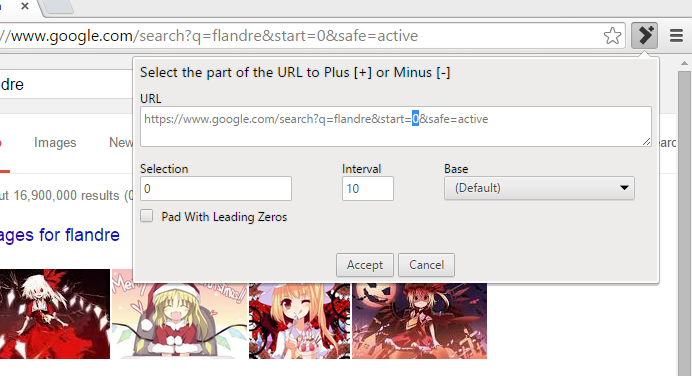 //www.google.com/search?q=flandre&start=0&safe=active
dre
Select the part of the URL to Plus [+] or Minus [-]
URL
https://www.google.com/search?q=flandre&start=0&safe=active
Images
Selection
Interval
Base
0
10
(Default)
Pad With Leading Zeros
ut 16,900,000 results (0
ages for flandre
Accept
Cancel